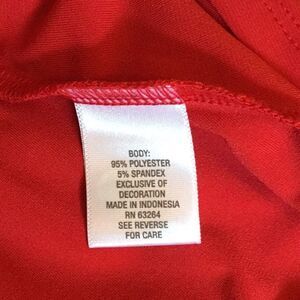 BODY:
95% POLYESTER
5% SPANDEX
EXCLUSIVE OF
DECORATION
MADE IN INDONESIA
RN 63264
SEE REVERSE
FOR CARE